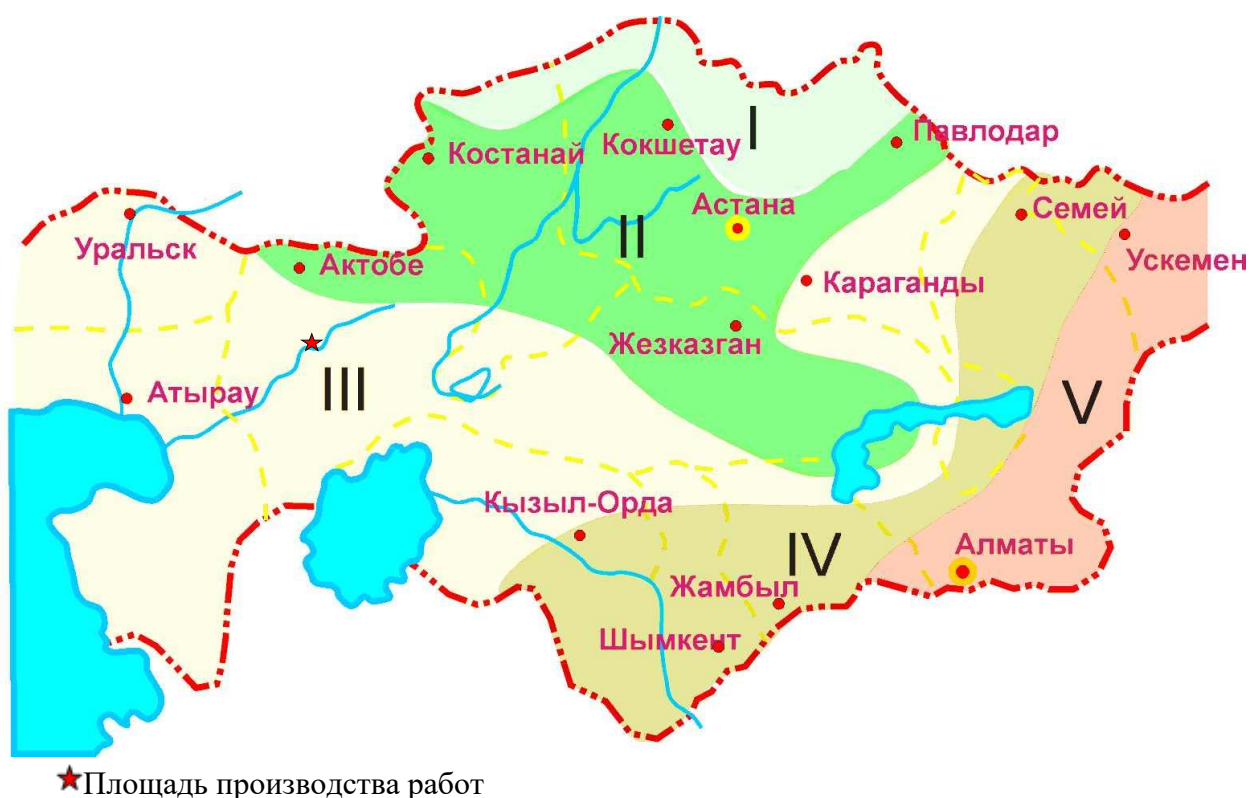 I
Павлодар
Костанай
Кокшетау
Астана
Семей
Уральск
II
Ускемен
Актобе
Караганды
Жезказган
Атырау
III
V
Кызыл-Орда
IV
Алматы
Жамбыл
Шымкент
Площадь производства работ